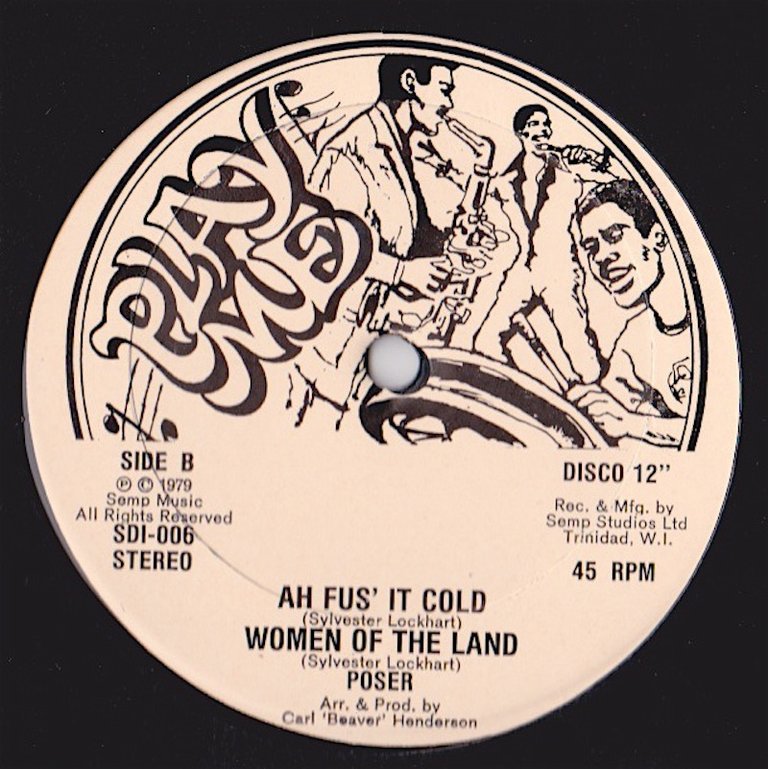 PLAY
ME
SIDE B
℗ © 1979
Semp Music
All Rights Reserved
SDI-006
STEREO
DISCO 12"
Rec. & Mfg. by
Semp Studios Ltd
Trinidad, W.I.
45 RPM
AH FUS' IT COLD
(Sylvester Lockhart)
WOMEN OF THE LAND
(Sylvester Lockhart)
POSER
Arr. & Prod. by
Carl 'Beaver' Henderson